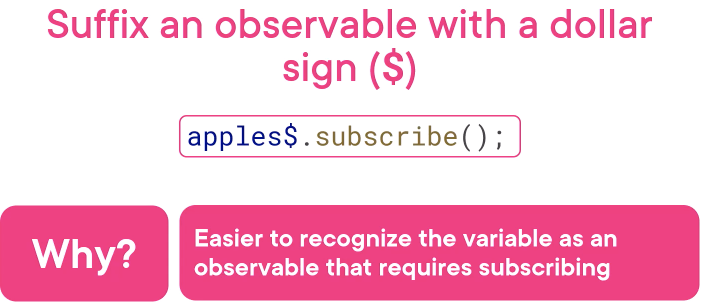 Suffix an observable with a dollar
sign ($)
apples$.subscribe();
Why?
Easier to recognize the variable as an
observable that requires subscribing